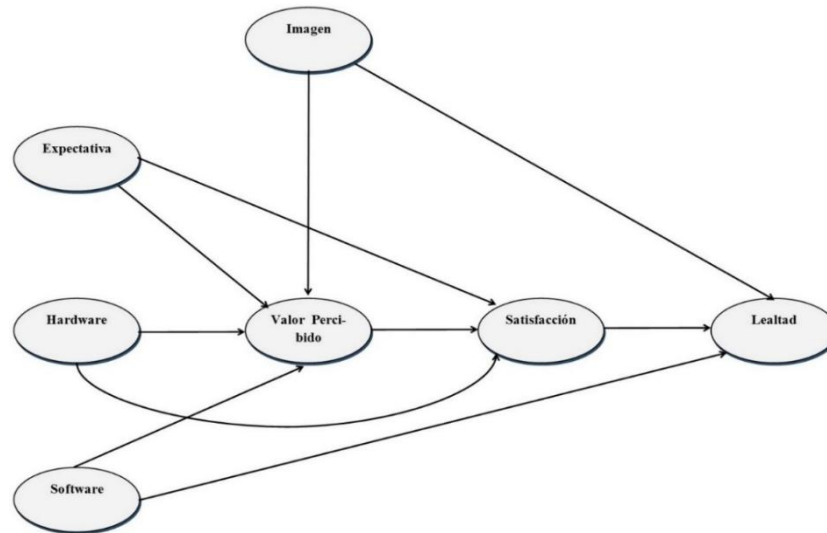 Imagen
Expectativa
Hardware
Valor Perci-
bido
Satisfacción
Lealtad
Software